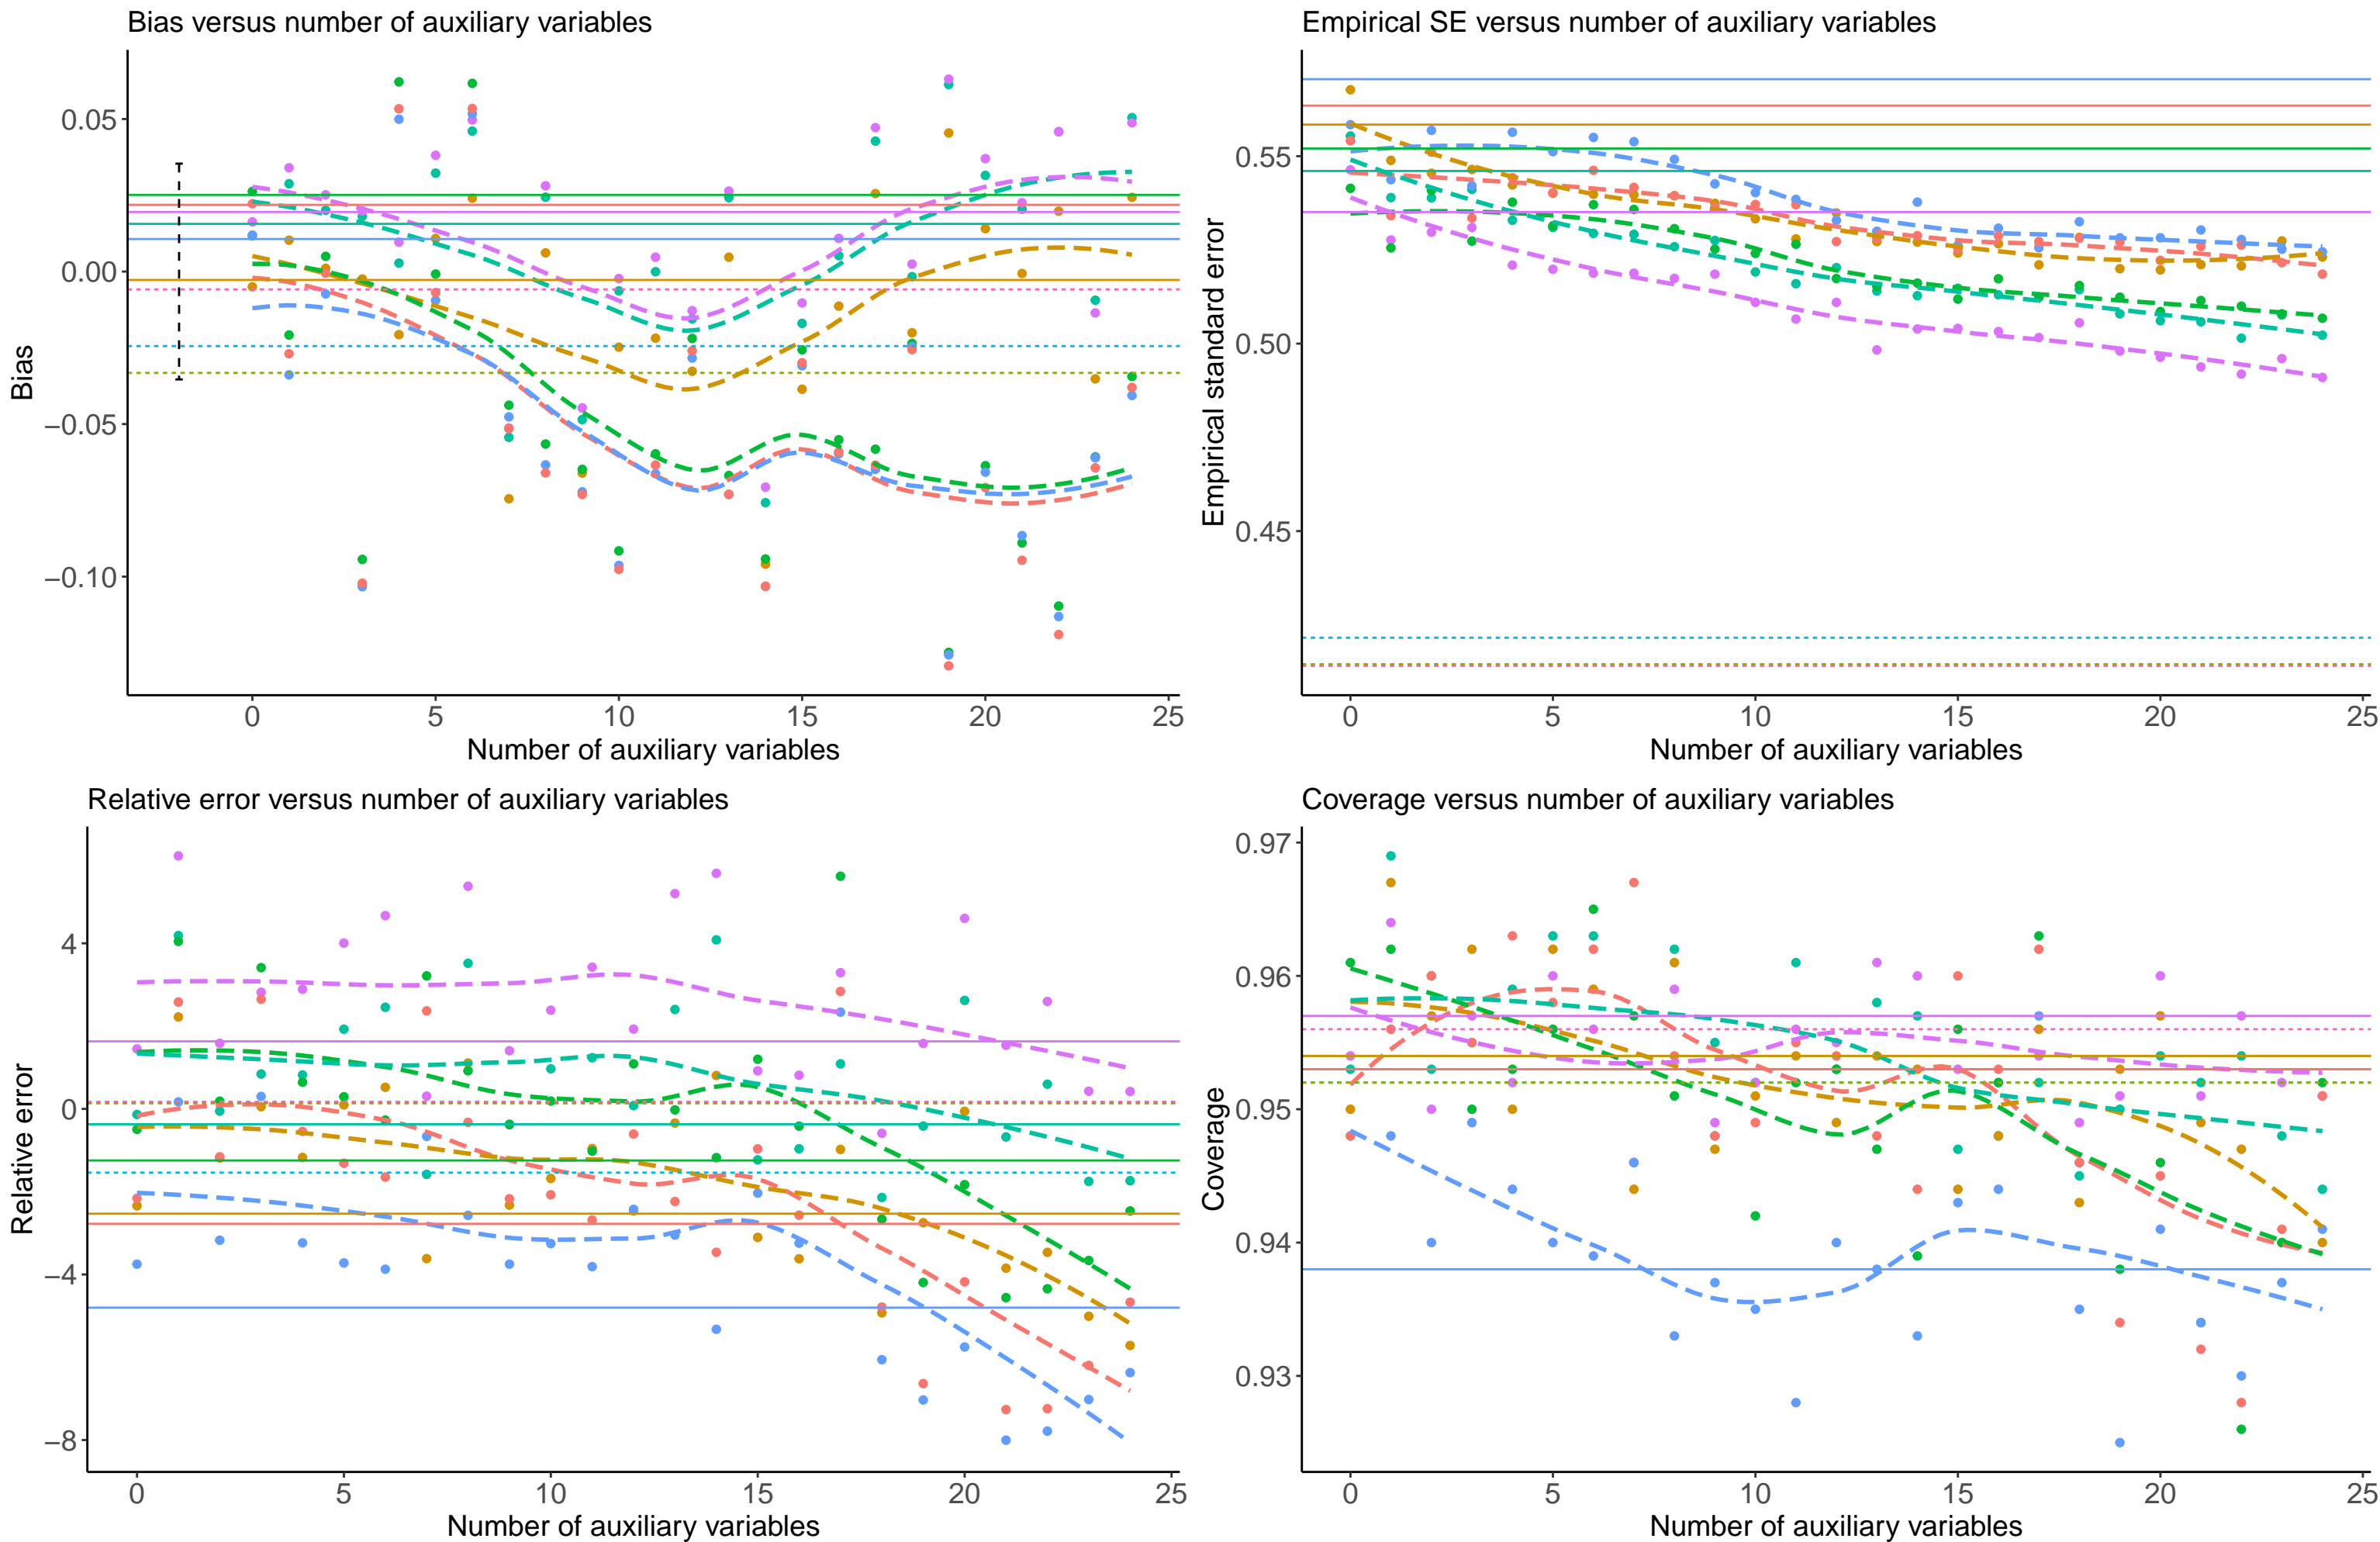 Bias versus number of auxiliary variables
0.05
0.00
−0.05
−0.10
Bias
0 5 10 15 20 25
Number of auxiliary variables
Empirical SE versus number of auxiliary variables
0.55
0.50
0.45
Empirical standard error
0 5 10 15 20 25
Number of auxiliary variables
Relative error versus number of auxiliary variables
4
0
−4
−8
Relative error
0 5 10 15 20 25
Number of auxiliary variables
Coverage versus number of auxiliary variables
0.97
0.96
0.95
0.94
0.93
Coverage
0 5 10 15 20 25
Number of auxiliary variables